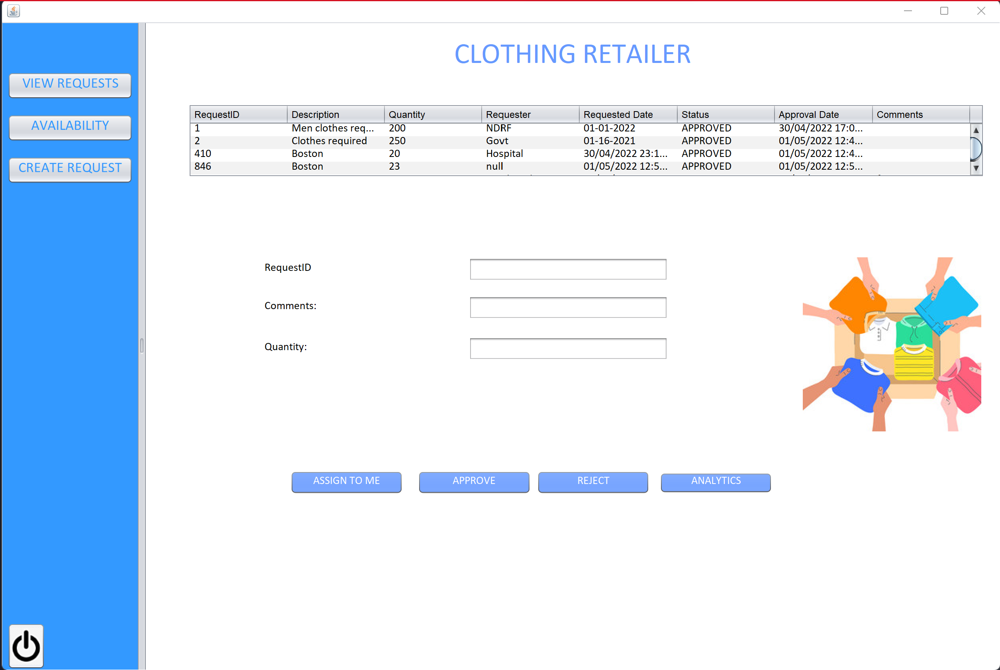 CLOTHING RETAILER
VIEW REQUESTS
AVAILABILITY
CREATE REQUEST
RequestID Description Quantity Requester Requested Date Status Approval Date Comments
1 Men clothes req... 200 NDRF 01-01-2022 APPROVED 30/04/2022 17:0...
2 Clothes required 250 Govt 01-16-2021 APPROVED 01/05/2022 12:4...
410 Boston 20 Hospital 30/04/2022 23:1... APPROVED 01/05/2022 12:4...
846 Boston 23 null 01/05/2022 12:5... APPROVED 01/05/2022 12:5...
RequestID
Comments:
Quantity:
ASSIGN TO ME APPROVE REJECT ANALYTICS